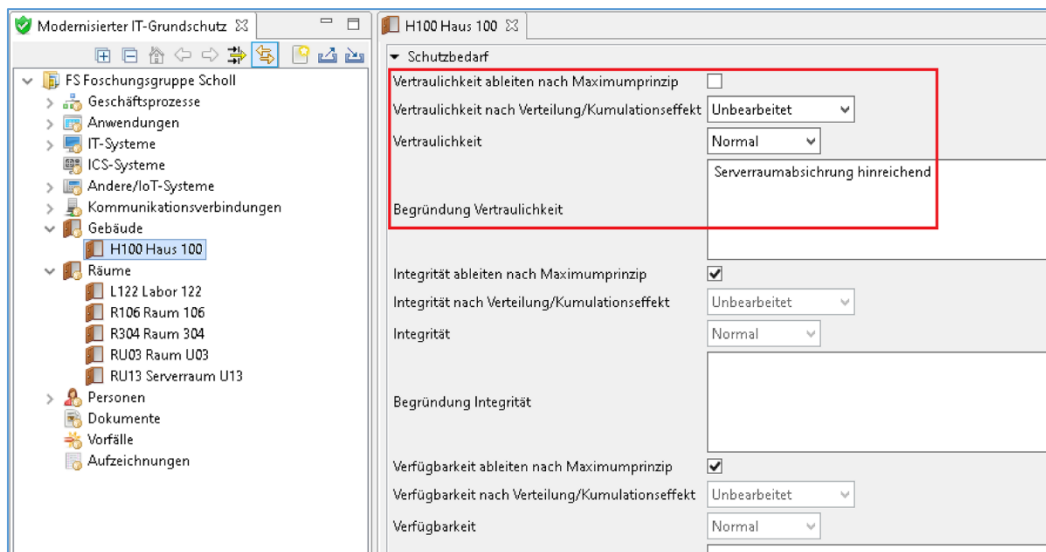 Modernisierter IT-Grundschutz
FS Foschungsgruppe Scholl
Geschäftsprozesse
Anwendungen
IT-Systeme
ICS-Systeme
Andere/IoT-Systeme
Kommunikationsverbindungen
Gebäude
H100 Haus 100
Räume
L122 Labor 122
R106 Raum 106
R304 Raum 304
RU03 Raum U03
RU13 Serverraum U13
Personen
Dokumente
Vorfälle
Aufzeichnungen
H100 Haus 100
Schutzbedarf
Vertraulichkeit ableiten nach Maximumprinzip
Vertraulichkeit nach Verteilung/Kumulationseffekt Unbearbeitet
Vertraulichkeit Normal
Serverraumabsichrung hinreichend
Begründung Vertraulichkeit
Integrität ableiten nach Maximumprinzip
Integrität nach Verteilung/Kumulationseffekt Unbearbeitet
Integrität Normal
Begründung Integrität
Verfügbarkeit ableiten nach Maximumprinzip
Verfügbarkeit nach Verteilung/Kumulationseffekt Unbearbeitet
Verfügbarkeit Normal